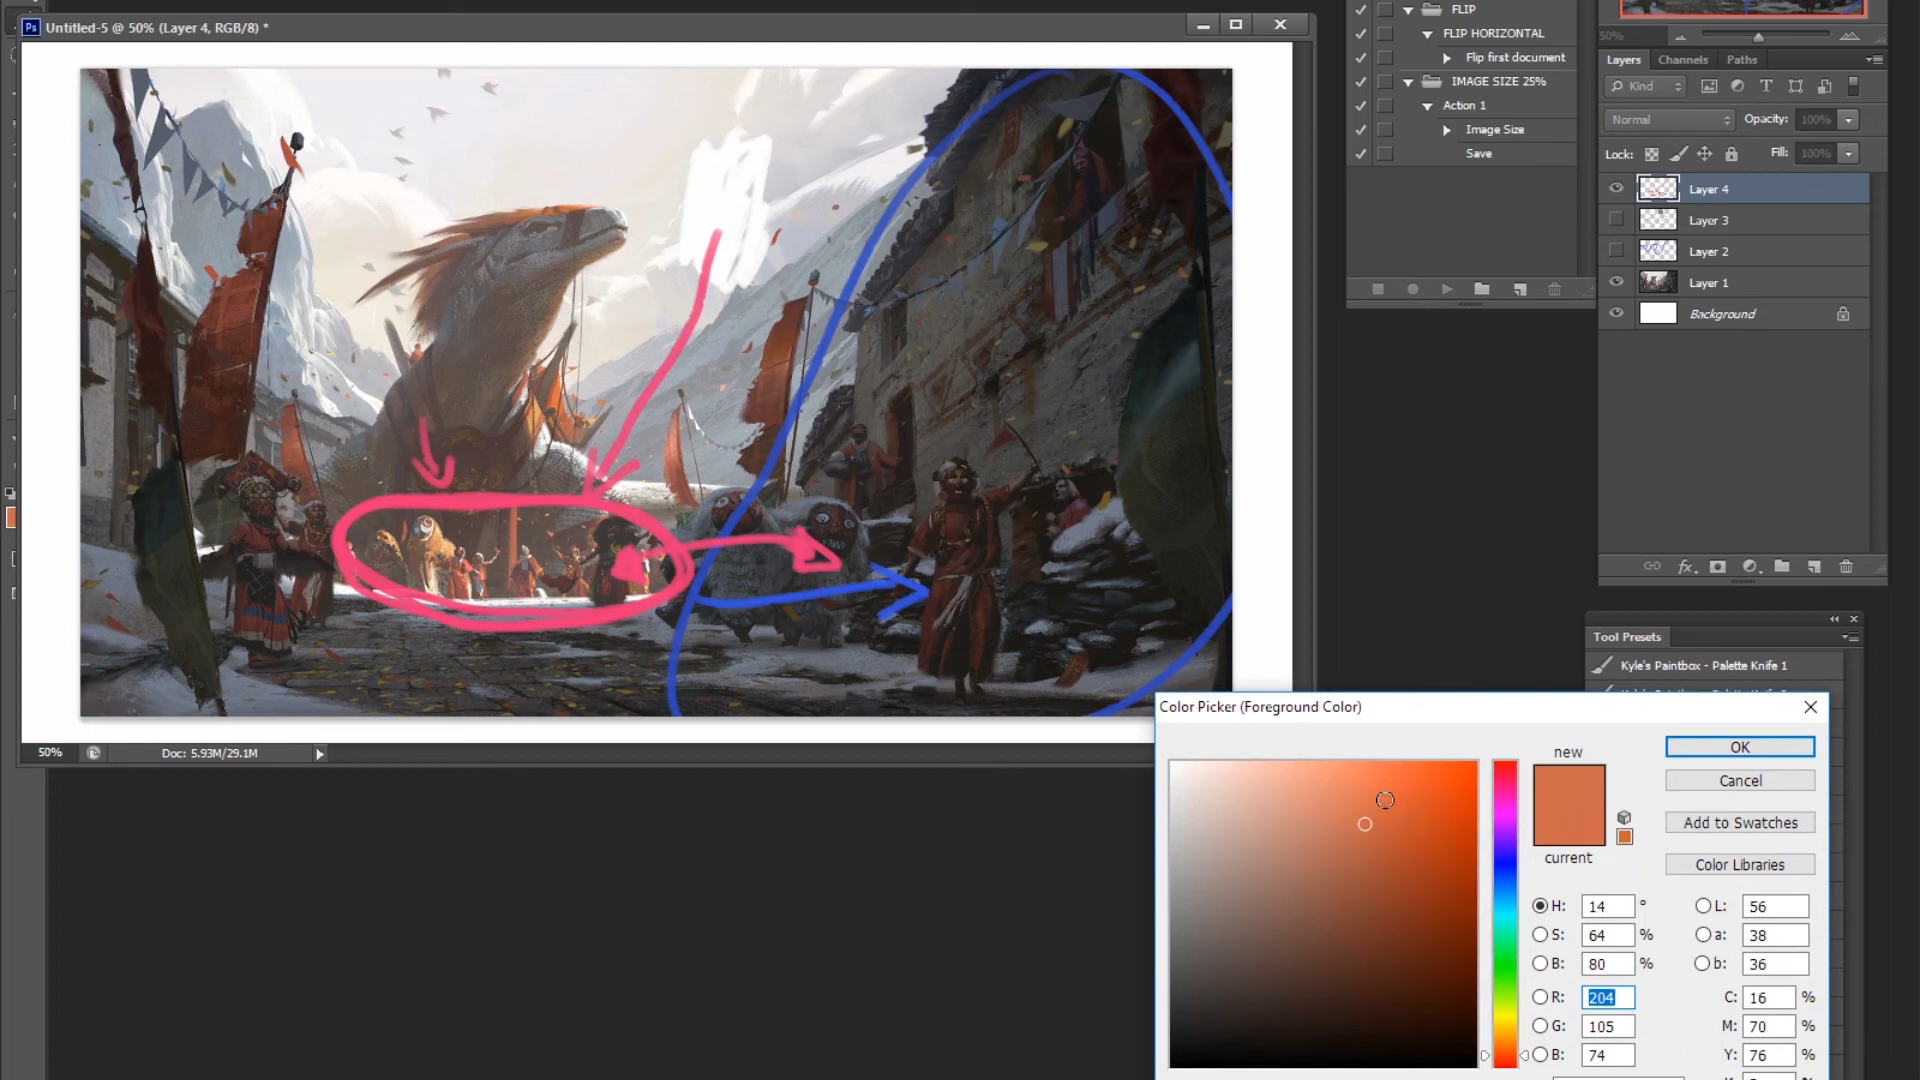 Ps Untitled-5 @ 50% (Layer 4, RGB/8) *
50%
Doc: 5.93M/29.1M
FLIP
FLIP HORIZONTAL
Flip first document
IMAGE SIZE 25%
Action 1
Image Size
Save
50%
Layers Channels Paths
Kind
Normal Opacity: 100%
Lock: Fill: 100%
Layer 4
Layer 3
Layer 2
Layer 1
Background
fx
Tool Presets
Kyle's Paintbox - Palette Knife 1
Color Picker (Foreground Color)
new
current
OK
Cancel
Add to Swatches
Color Libraries
H: 14 °
S: 64 %
B: 80 %
R: 204
G: 105
B: 74
L: 56
a: 38
b: 36
C: 16 %
M: 70 %
Y: 76 %